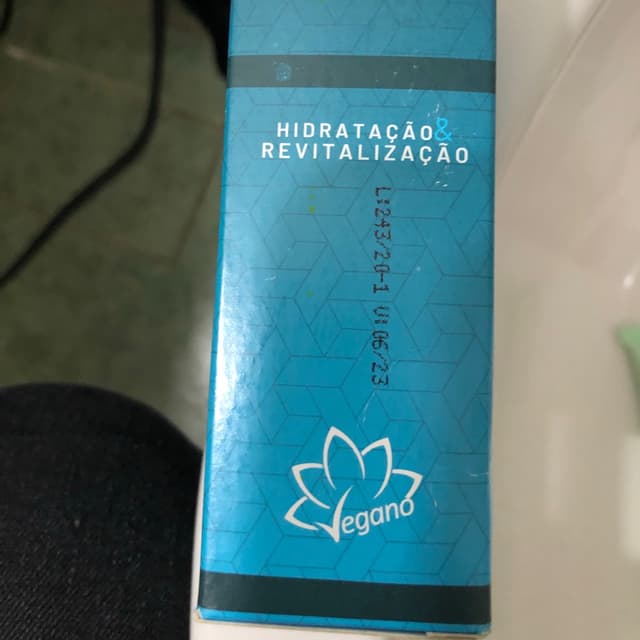 HIDRATAÇÃO&
REVITALIZAÇÃO
L:243/20-1 V:06/23
Vegano